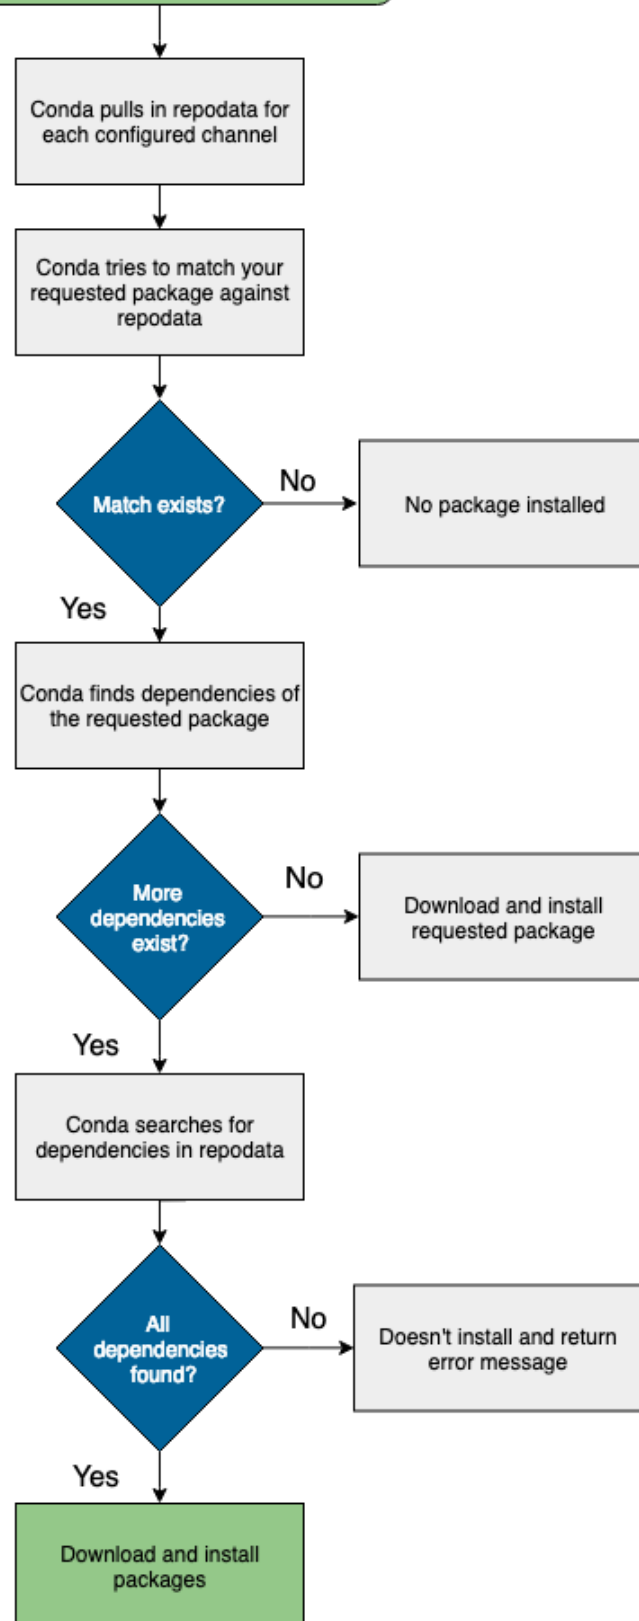 Conda pulls in repodata for
each configured channel
Conda tries to match your
requested package against
repodata
Match exists?
No
No package installed
Yes
Conda finds dependencies of
the requested package
More
dependencies
exist?
No
Download and install
requested package
Yes
Conda searches for
dependencies in repodata
All
dependencies
found?
No
Doesn't install and return
error message
Yes
Download and install
packages